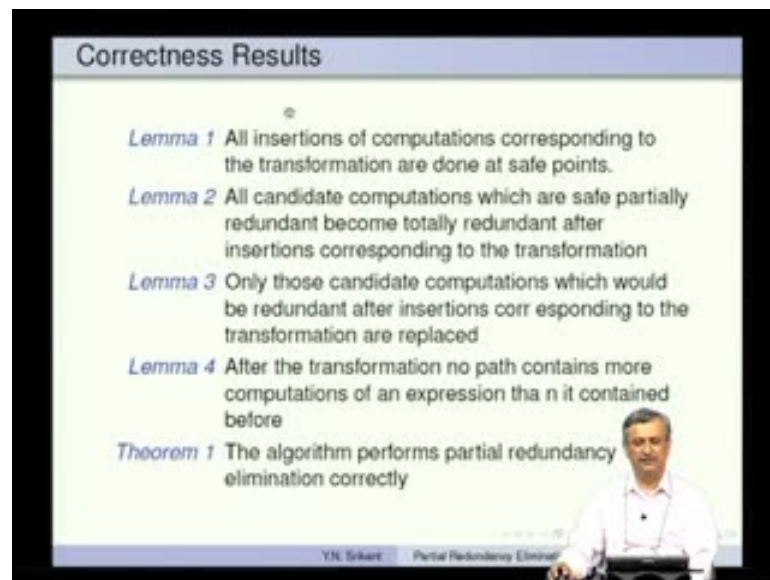 Correctness Results
Lemma 1 All insertions of computations corresponding to
the transformation are done at safe points.
Lemma 2 All candidate computations which are safe partially
redundant become totally redundant after
insertions corresponding to the transformation
Lemma 3 Only those candidate computations which would
be redundant after insertions corr esponding to the
transformation are replaced
Lemma 4 After the transformation no path contains more
computations of an expression tha n it contained
before
Theorem 1 The algorithm performs partial redundancy
elimination correctly
Y.N. Srikant Partial Redundancy